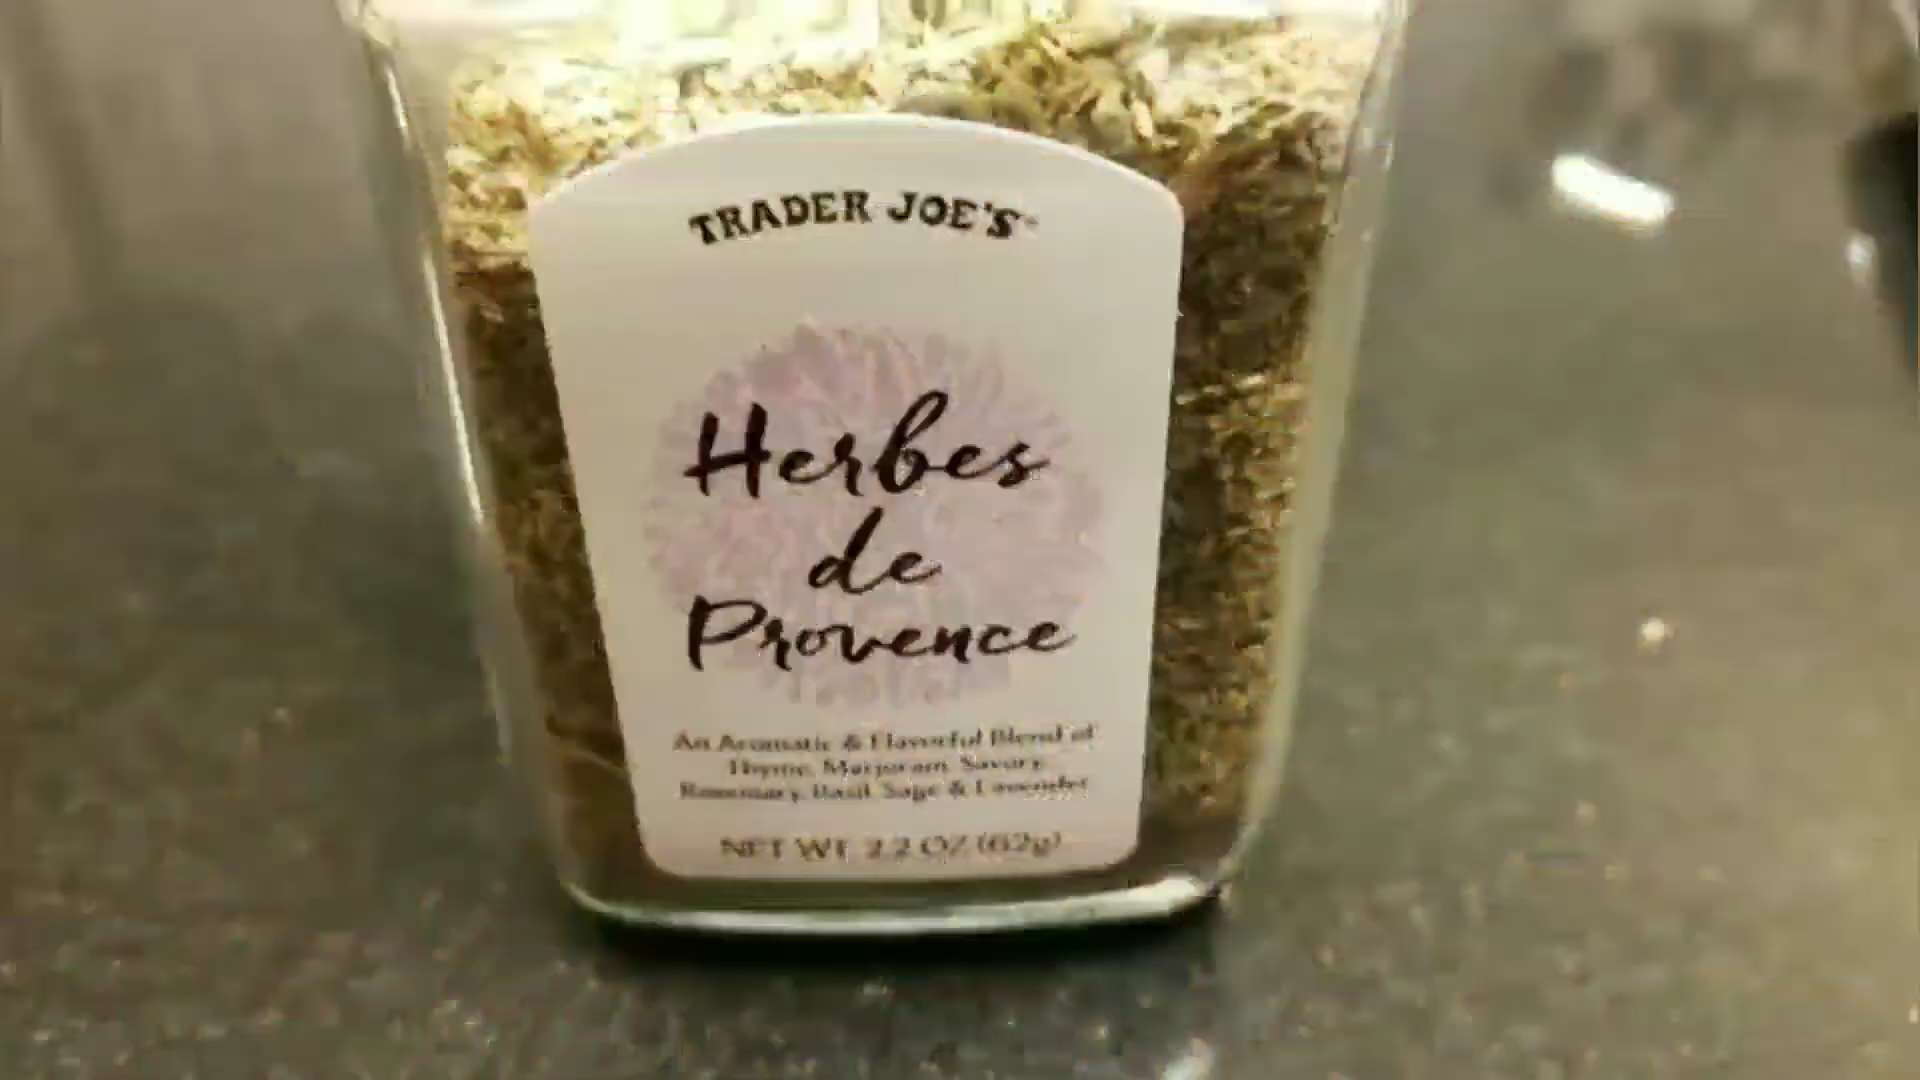 TRADER JOE'S
Herbes
de
Provence
An Aromatic & Flavorful Blend of
Thyme, Marjoram, Savory,
Rosemary, Basil, Sage & Lavender
NET WT. 2.2 OZ (62g)